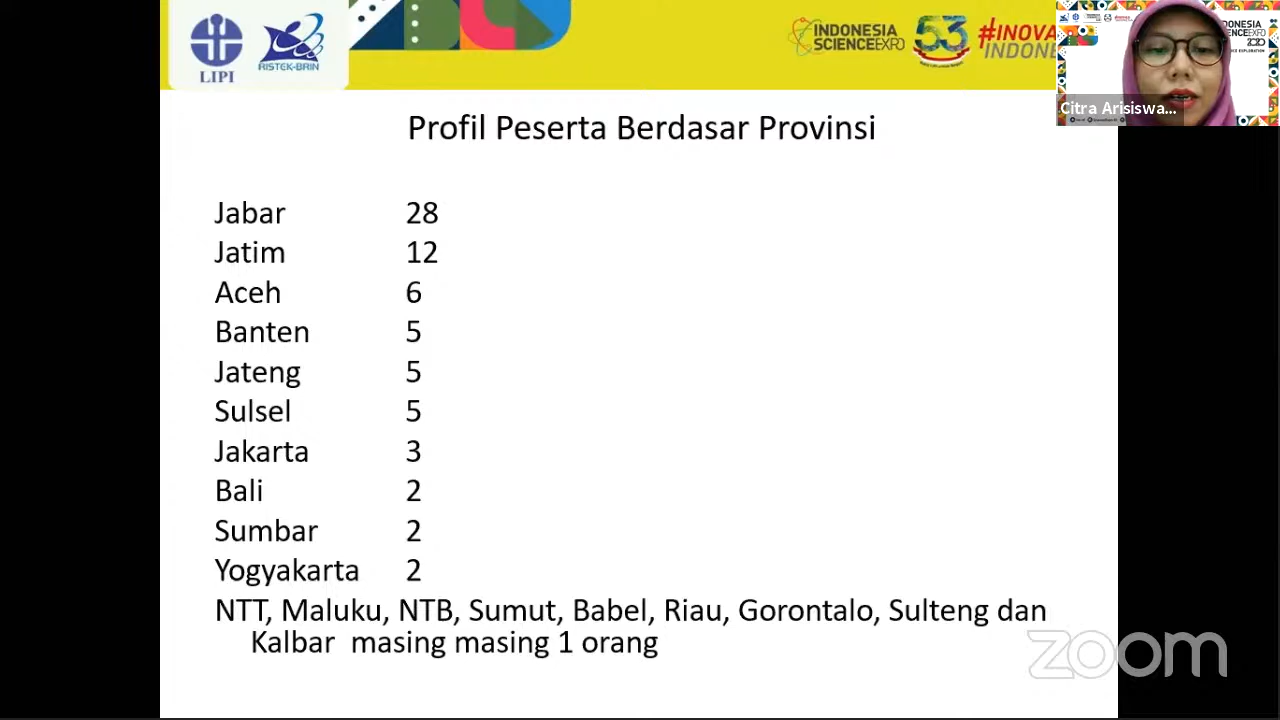 LIPI
RISTEK-BRIN
INDONESIA
SCIENCE EXPO
53
#INOVA
INDONE
Citra Arisiswa...
Profil Peserta Berdasar Provinsi
Jabar 28
Jatim 12
Aceh 6
Banten 5
Jateng 5
Sulsel 5
Jakarta 3
Bali 2
Sumbar 2
Yogyakarta 2
NTT, Maluku, NTB, Sumut, Babel, Riau, Gorontalo, Sulteng dan
Kalbar masing masing 1 orang
zoom